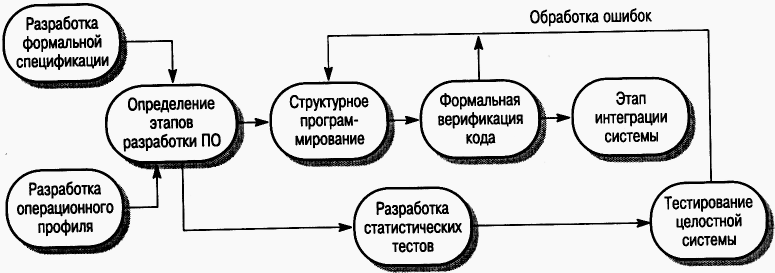 Обработка ошибок
Разработка
формальной
спецификации
Определение
этапов
разработки ПО
Структурное
програм-
мирование
Формальная
верификация
кода
Этап
интеграции
системы
Разработка
операционного
профиля
Разработка
статистических
тестов
Тестирование
целостной
системы